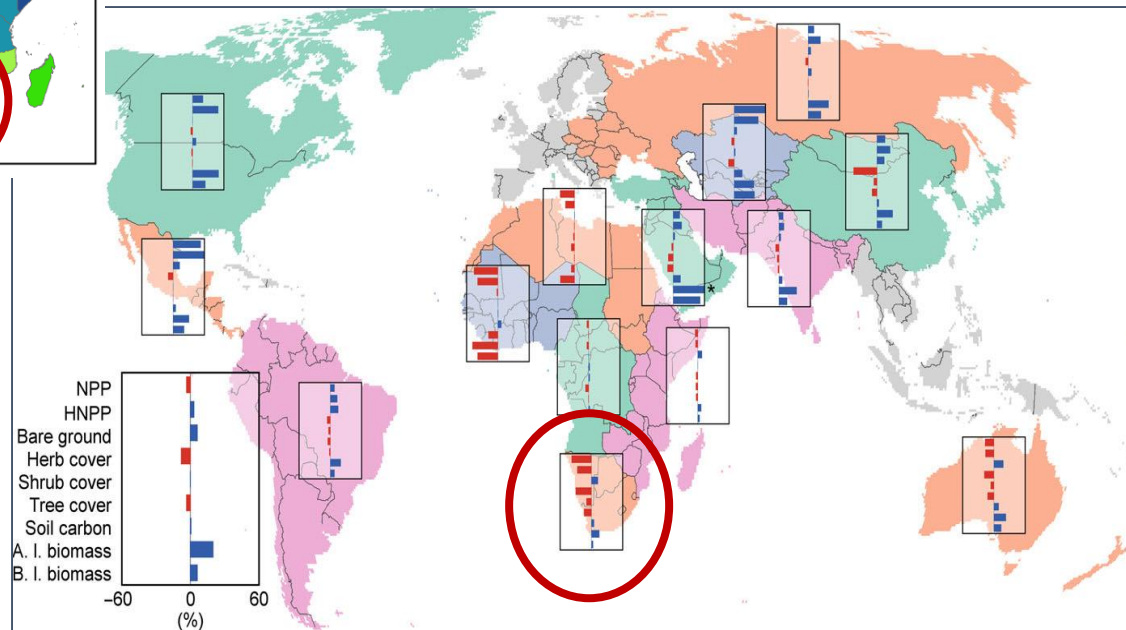 *
NPP
HNPP
Bare ground
Herb cover
Shrub cover
Tree cover
Soil carbon
A. l. biomass
B. l. biomass
–60 0 60
(%)